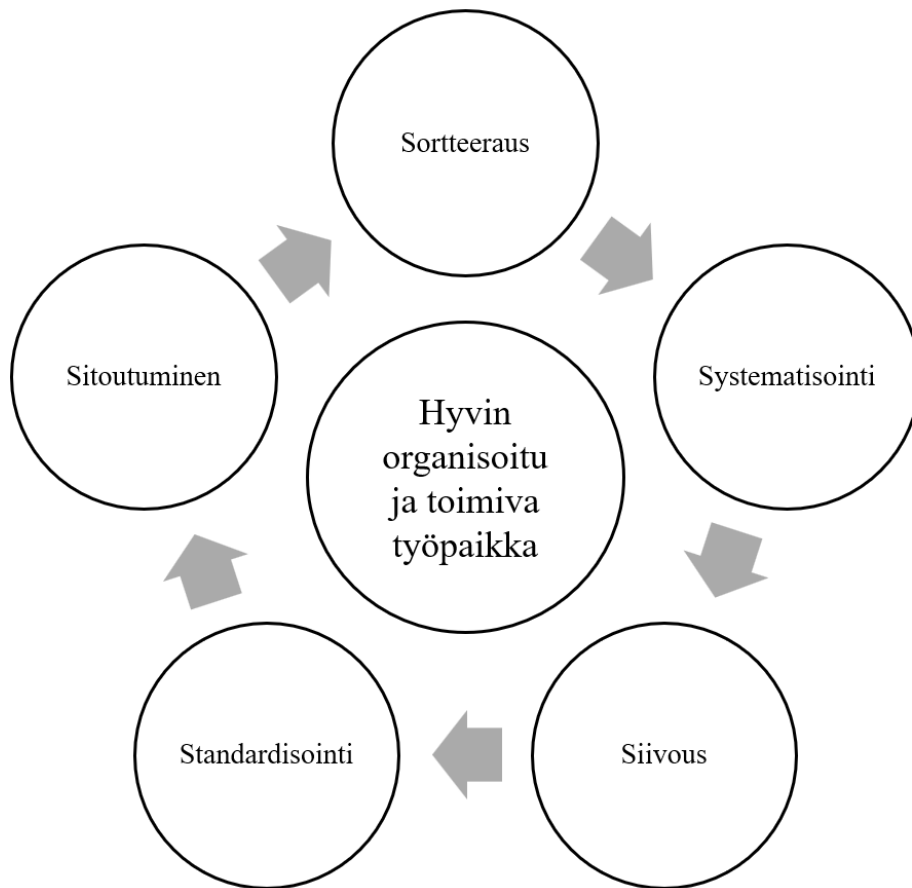 Sortteeraus
Systematisointi
Siivous
Standardisointi
Sitoutuminen
Hyvin
organisoitu
ja toimiva
työpaikka